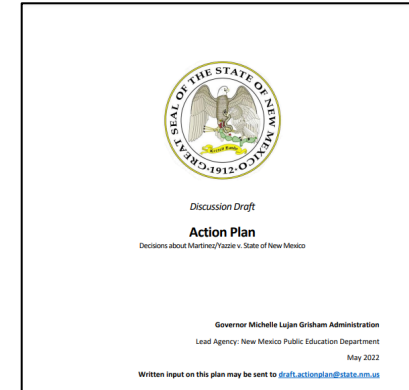 GREAT SEAL OF THE STATE OF NEW MEXICO
·1912·
Discussion Draft
Action Plan
Decisions about Martinez/Yazzie v. State of New Mexico
Governor Michelle Lujan Grisham Administration
Lead Agency: New Mexico Public Education Department
May 2022
Written input on this plan may be sent to draft.actionplan@state.nm.us